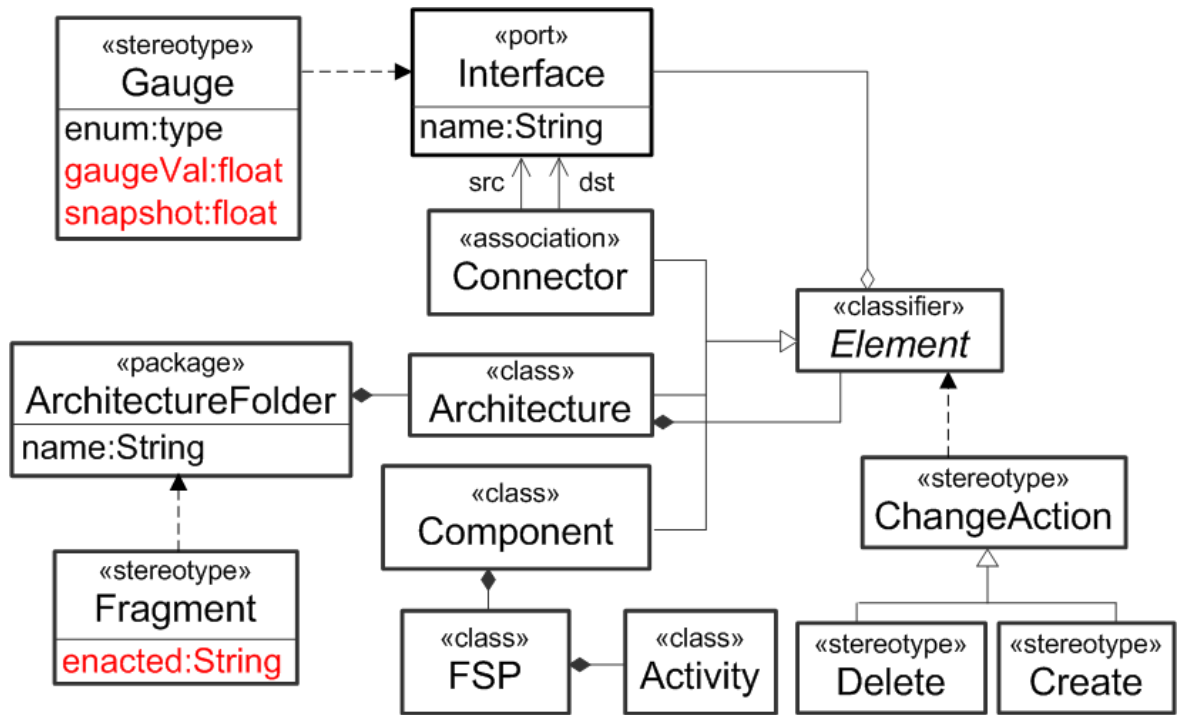 «stereotype»
Gauge
enum:type
gaugeVal:float
snapshot:float
«port»
Interface
name:String
src
dst
«association»
Connector
«classifier»
Element
«package»
ArchitectureFolder
name:String
«class»
Architecture
«class»
Component
«stereotype»
ChangeAction
«stereotype»
Fragment
enacted:String
«class»
FSP
«class»
Activity
«stereotype»
Delete
«stereotype»
Create